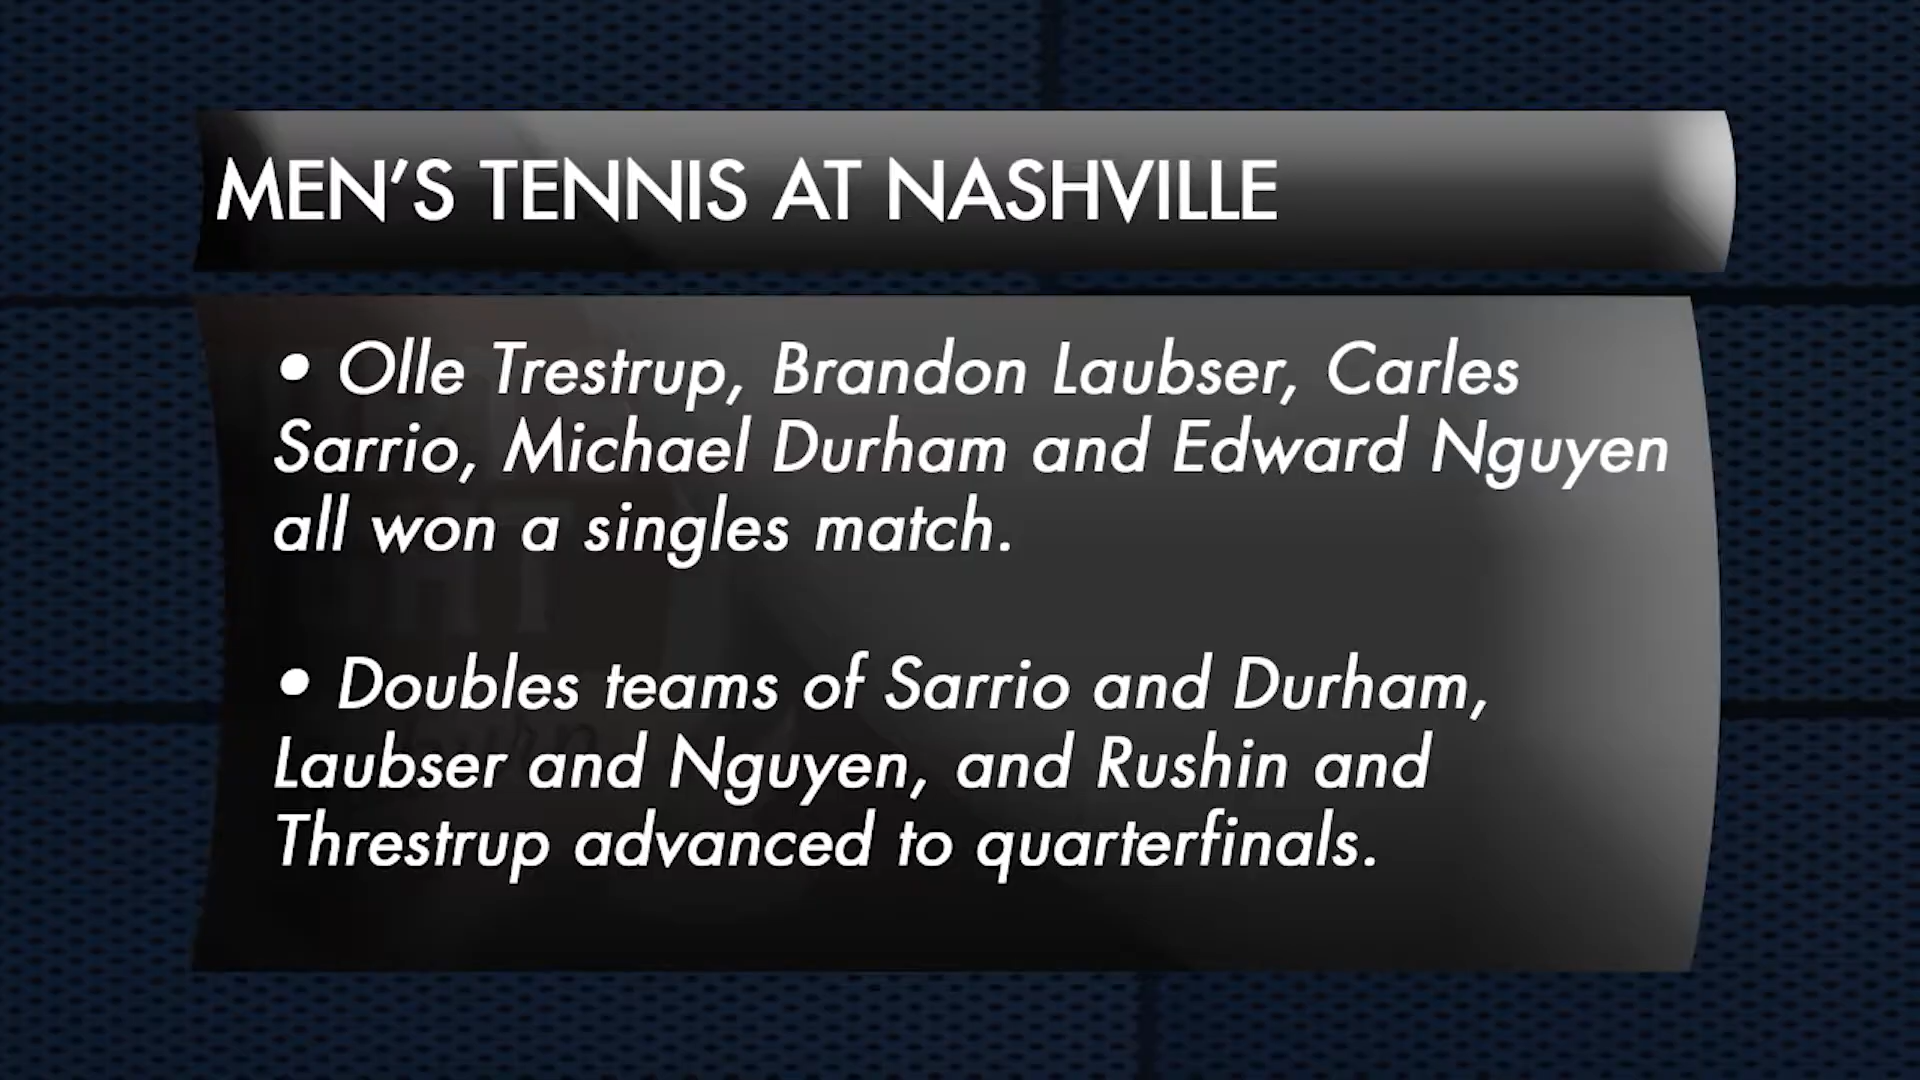 MEN’S TENNIS AT NASHVILLE
• Olle Trestrup, Brandon Laubser, Carles
Sarrio, Michael Durham and Edward Nguyen
all won a singles match.
• Doubles teams of Sarrio and Durham,
Laubser and Nguyen, and Rushin and
Threstrup advanced to quarterfinals.